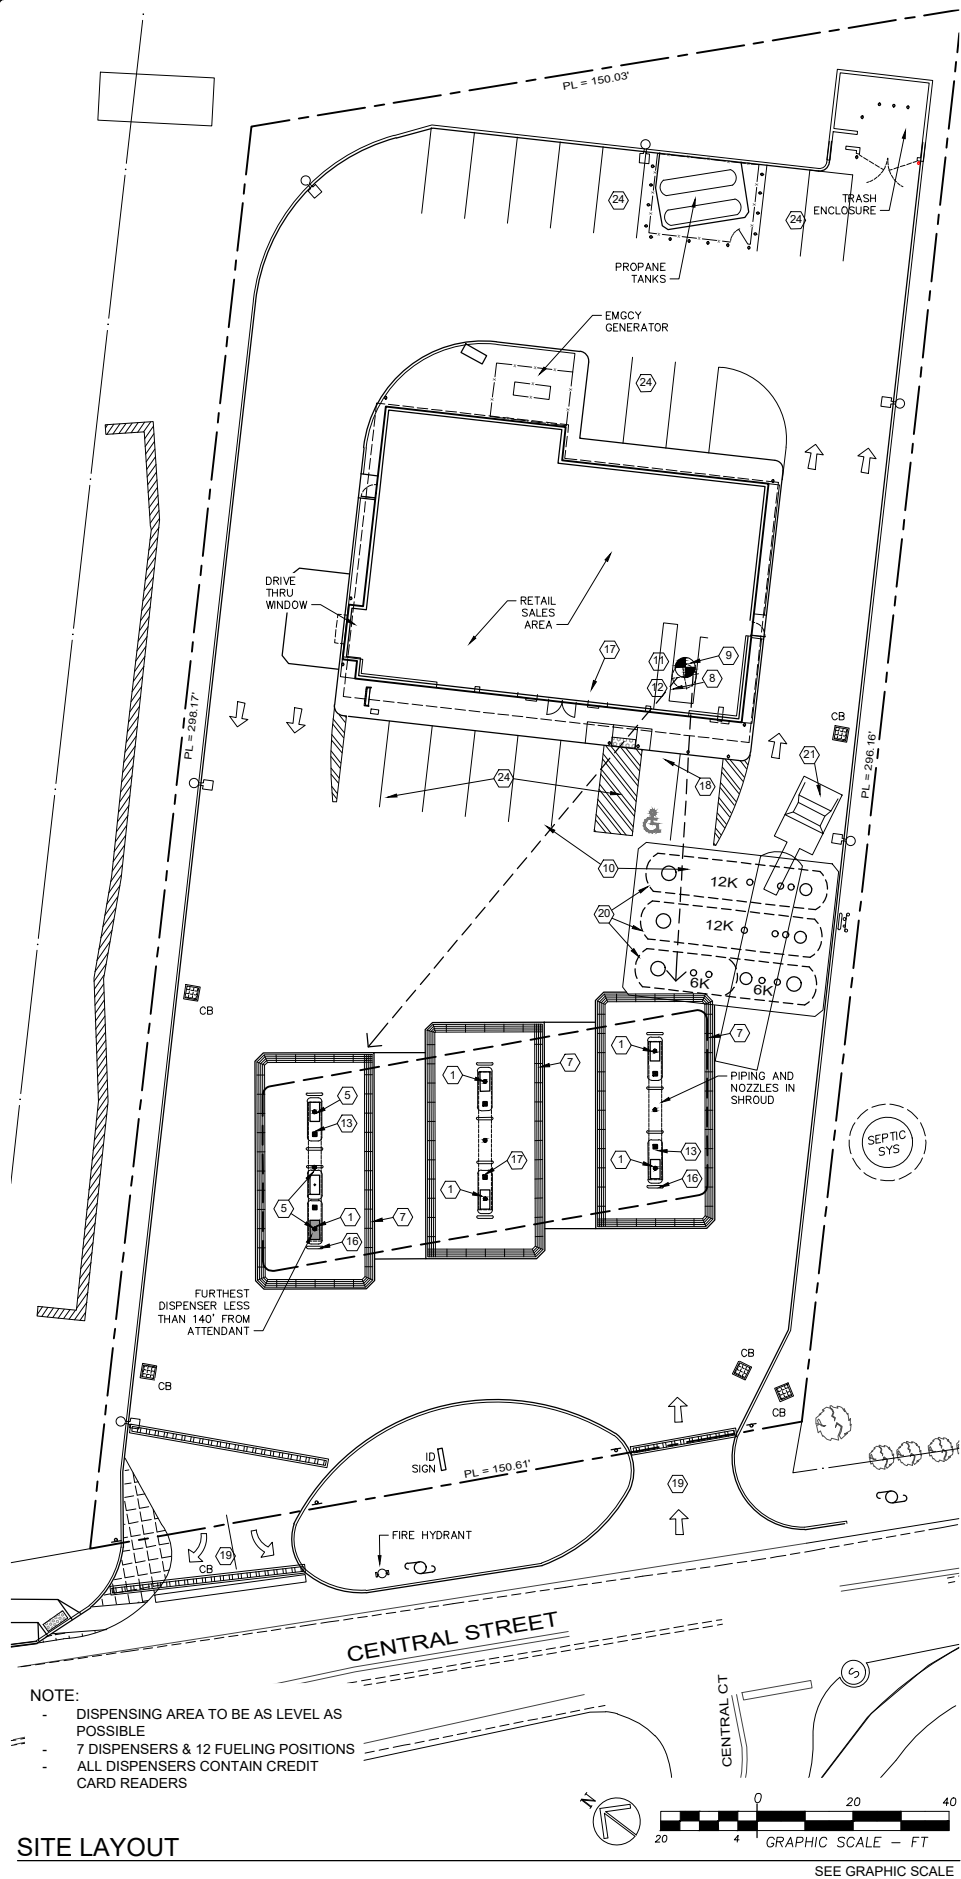 PL = 150.03'
TRASH
ENCLOSURE
24
24
PROPANE
TANKS
EMGCY
GENERATOR
24
DRIVE
THRU
WINDOW
RETAIL
SALES
AREA
17
11
9
12
8
PL = 298.17'
CB
21
PL = 296.16'
24
18
10
12K
20
12K
6K
6K
CB
7
1
7
1
PIPING AND
NOZZLES IN
SHROUD
5
13
SEPTIC
SYS
13
17
1
1
16
5
1
7
16
FURTHEST
DISPENSER LESS
THAN 140' FROM
ATTENDANT
CB
CB
CB
ID
SIGN
PL = 150.61'
19
FIRE HYDRANT
19
CB
CENTRAL STREET
S
CENTRAL CT
NOTE:
- DISPENSING AREA TO BE AS LEVEL AS
POSSIBLE
- 7 DISPENSERS & 12 FUELING POSITIONS
- ALL DISPENSERS CONTAIN CREDIT
CARD READERS
N
0 20 40
20 4 GRAPHIC SCALE - FT
SITE LAYOUT
SEE GRAPHIC SCALE